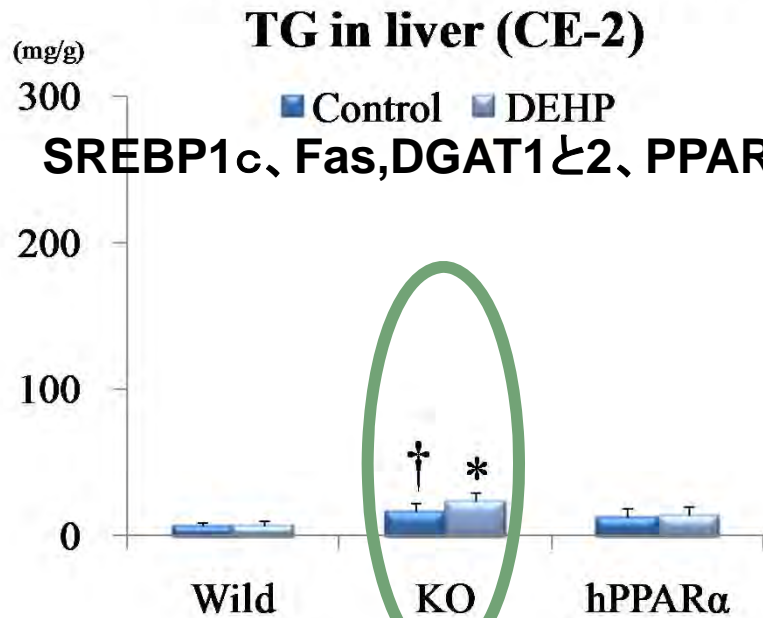 TG in liver (CE-2)
(mg/g)
Control DEHP
300
SREBP1c、Fas,DGAT1と2、PPAR
200
100
† *
0
Wild KO hPPARα